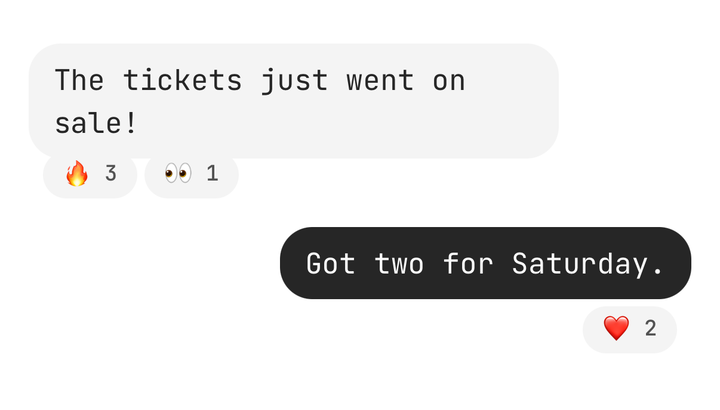 The tickets just went on
sale!
🔥 3 👀 1
Got two for Saturday.
❤️ 2